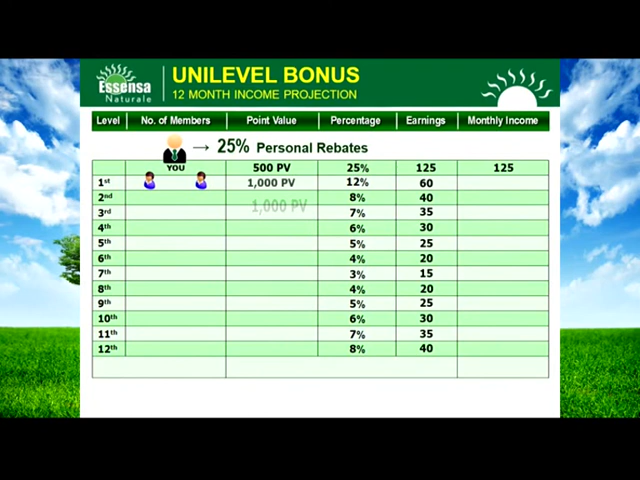 Essensa
Naturale
UNILEVEL BONUS
12 MONTH INCOME PROJECTION
Level No. of Members Point Value Percentage Earnings Monthly Income
→ 25% Personal Rebates
YOU 500 PV 25% 125 125
1st 1,000 PV 12% 60
2nd 8% 40
1,000 PV
3rd 7% 35
4th 6% 30
5th 5% 25
6th 4% 20
7th 3% 15
8th 4% 20
9th 5% 25
10th 6% 30
11th 7% 35
12th 8% 40